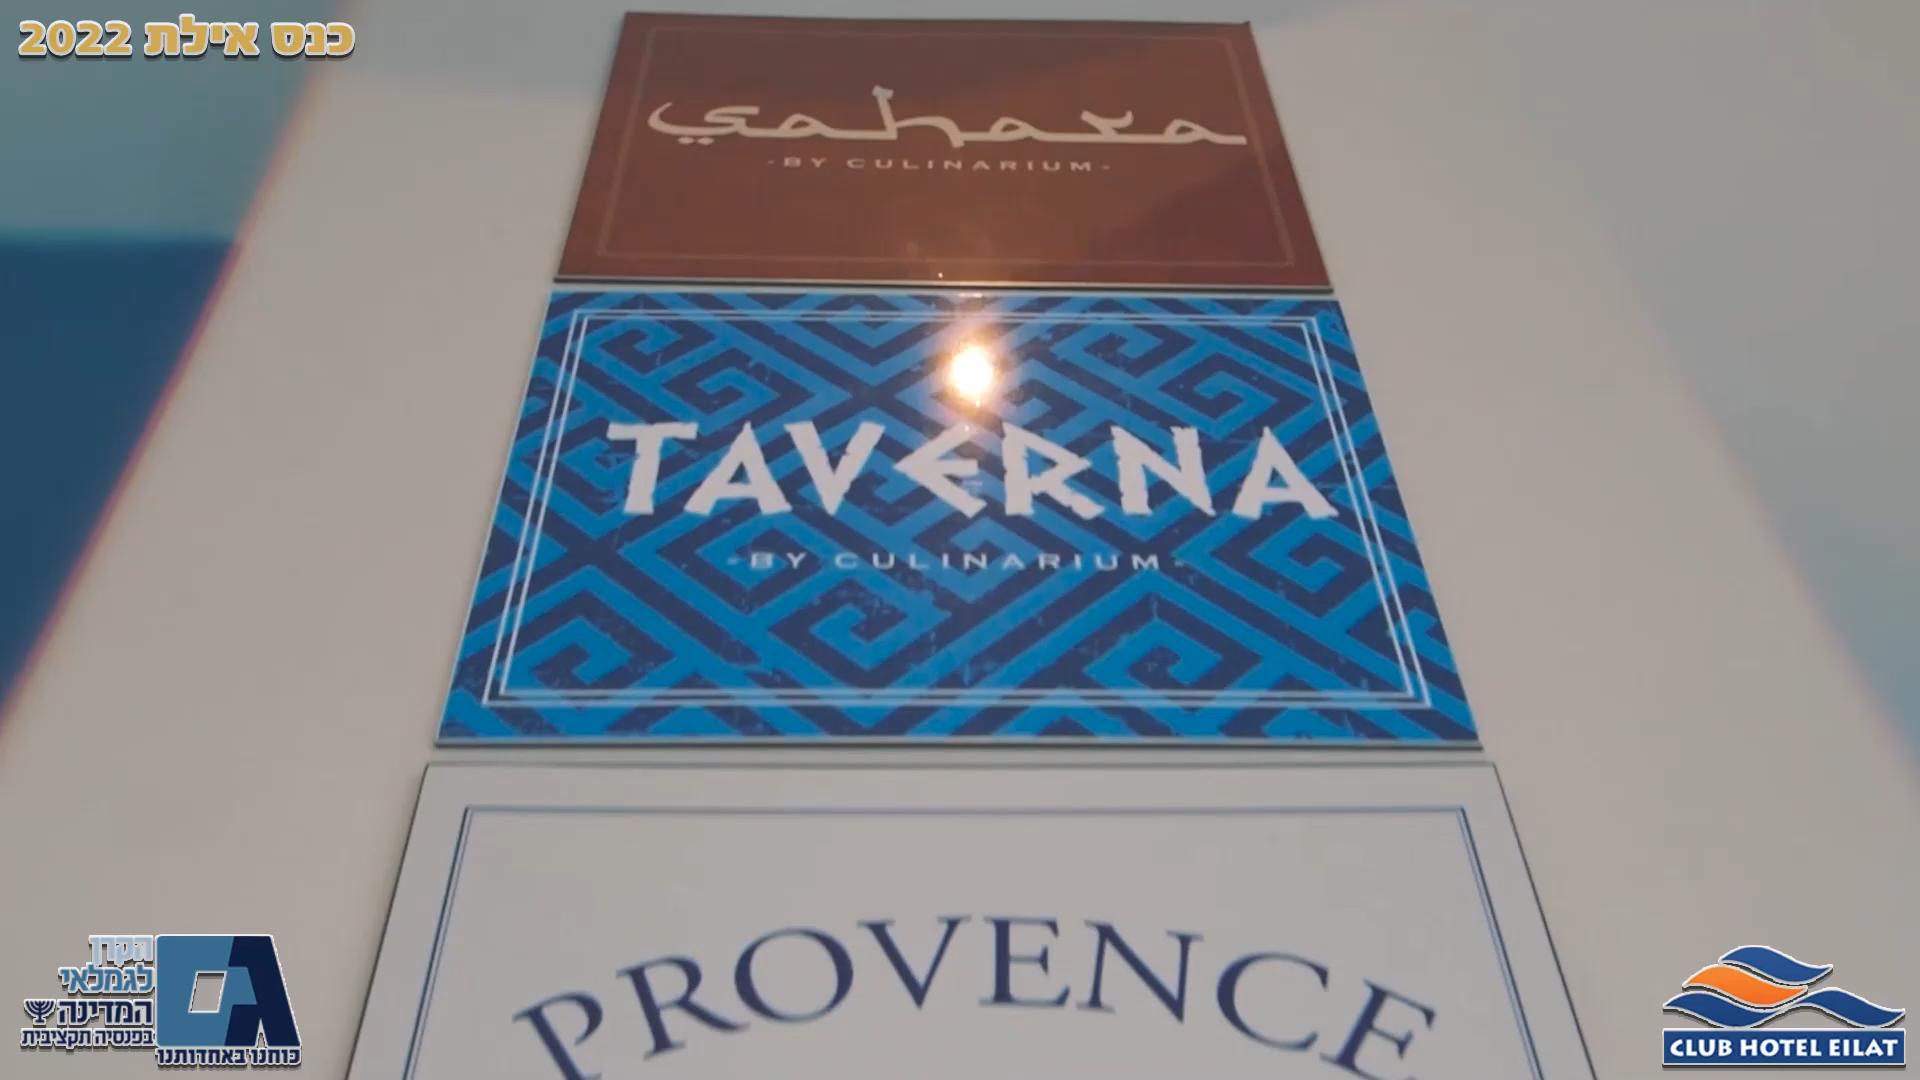 כנס אילת 2022
sahara
-BY CULINARIUM-
TAVERNA
-BY CULINARIUM-
PROVENCE
הקרן
לגמלאי
המדינה
בפנסיה תקציבית
כוחנו באחדותנו
CLUB HOTEL EILAT